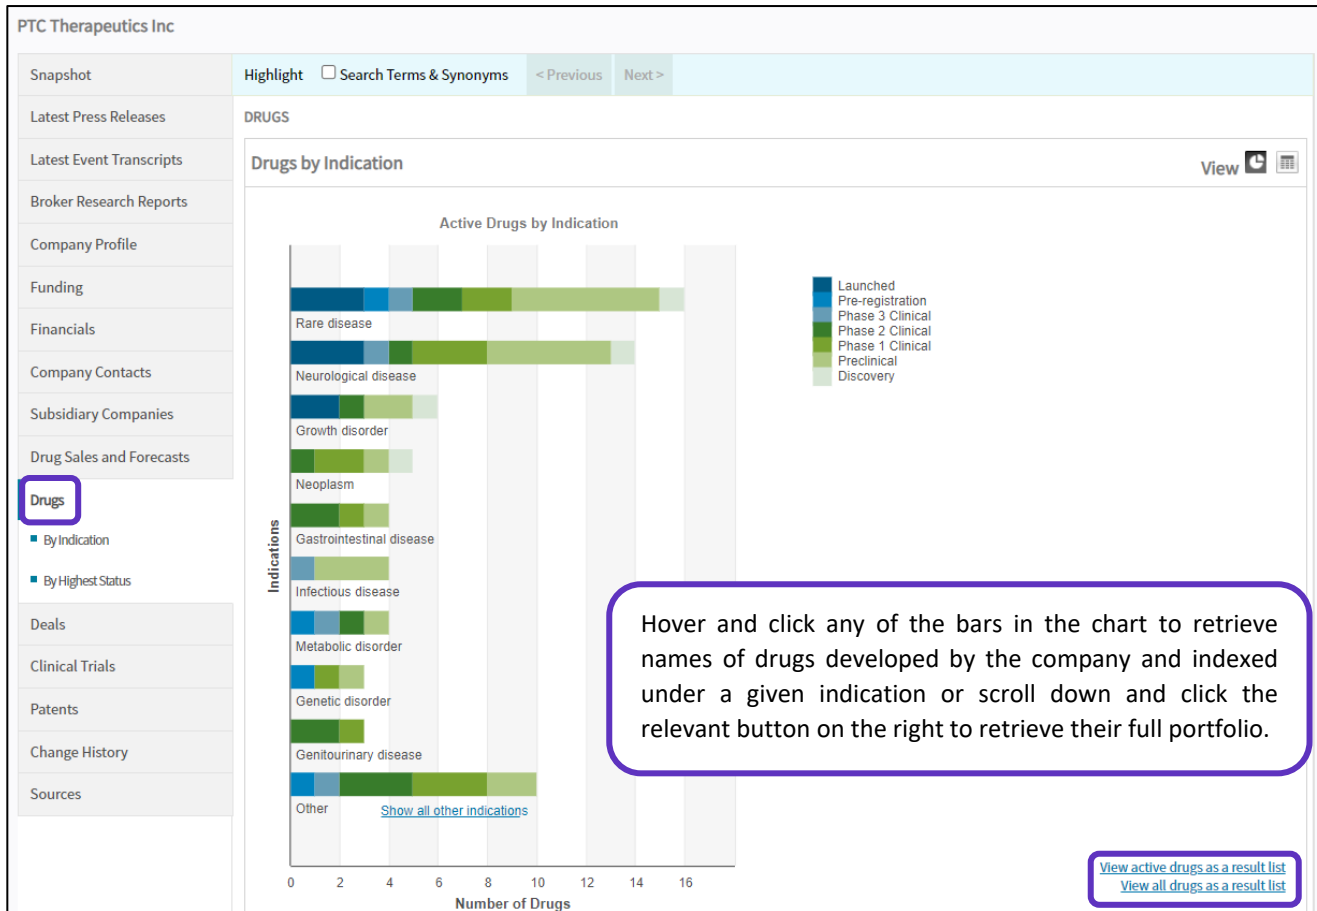 PTC Therapeutics Inc
Snapshot
Latest Press Releases
Latest Event Transcripts
Broker Research Reports
Company Profile
Funding
Financials
Company Contacts
Subsidiary Companies
Drug Sales and Forecasts
Drugs
By Indication
By Highest Status
Deals
Clinical Trials
Patents
Change History
Sources
Highlight Search Terms & Synonyms < Previous Next >
DRUGS
Drugs by Indication
View
Active Drugs by Indication
Launched
Pre-registration
Phase 3 Clinical
Phase 2 Clinical
Phase 1 Clinical
Preclinical
Discovery
Indications
Rare disease
Neurological disease
Growth disorder
Neoplasm
Gastrointestinal disease
Infectious disease
Metabolic disorder
Genetic disorder
Genitourinary disease
Other
Show all other indications
0 2 4 6 8 10 12 14 16
Number of Drugs
Hover and click any of the bars in the chart to retrieve
names of drugs developed by the company and indexed
under a given indication or scroll down and click the
relevant button on the right to retrieve their full portfolio.
View active drugs as a result list
View all drugs as a result list